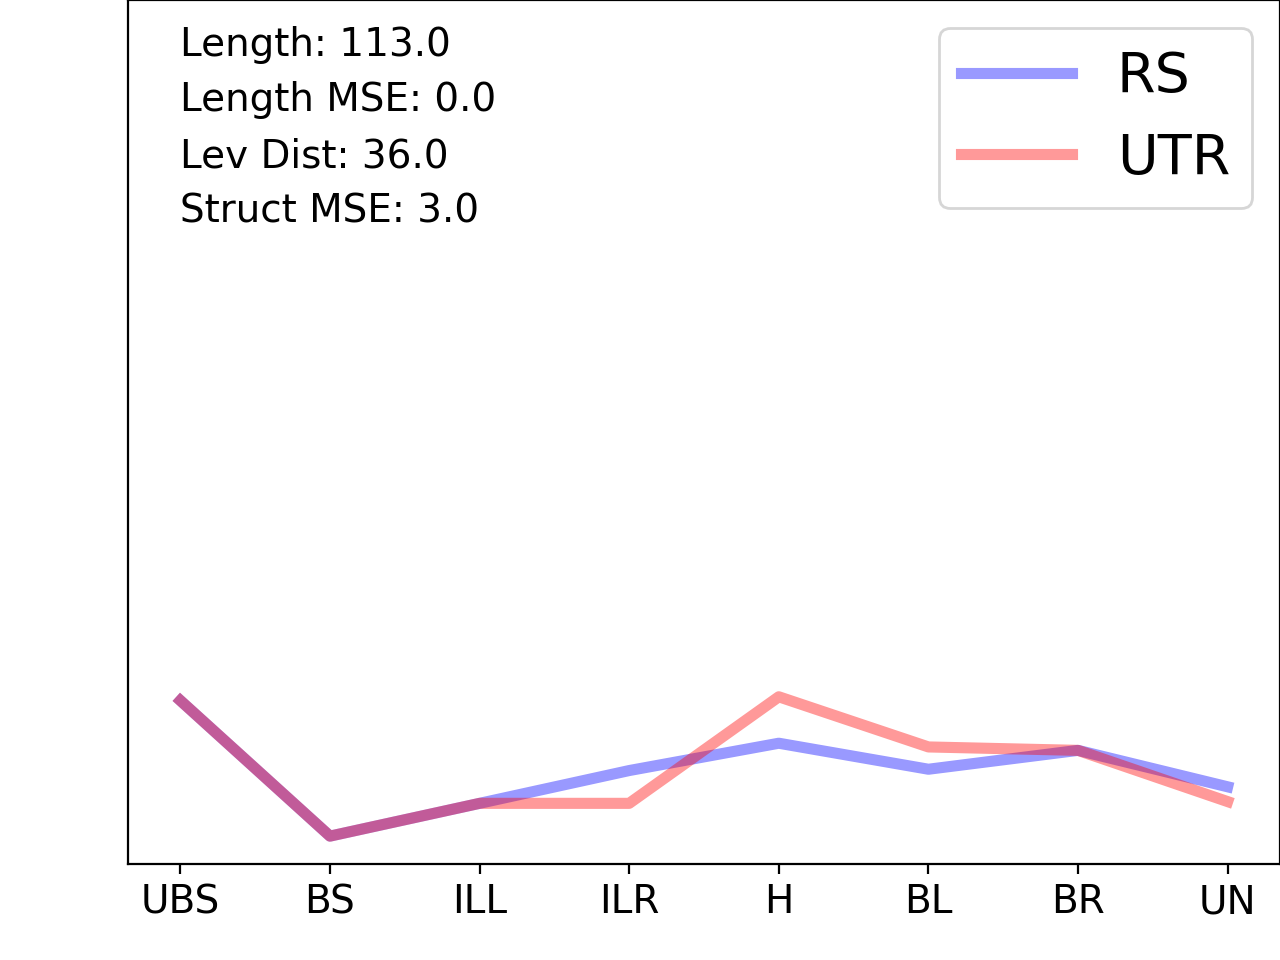 Length: 113.0
Length MSE: 0.0
Lev Dist: 36.0
Struct MSE: 3.0
RS
UTR
UBS BS ILL ILR H BL BR UN